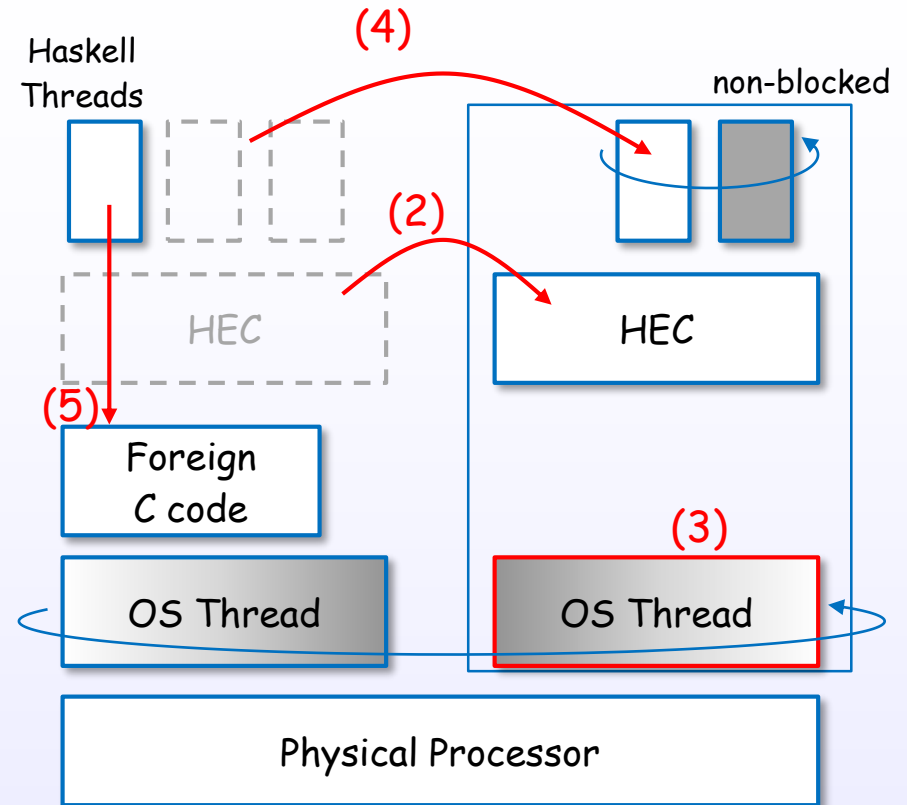 (4)
Haskell
Threads
non-blocked
(2)
HEC
HEC
(5)
Foreign
C code
(3)
OS Thread
OS Thread
Physical Processor